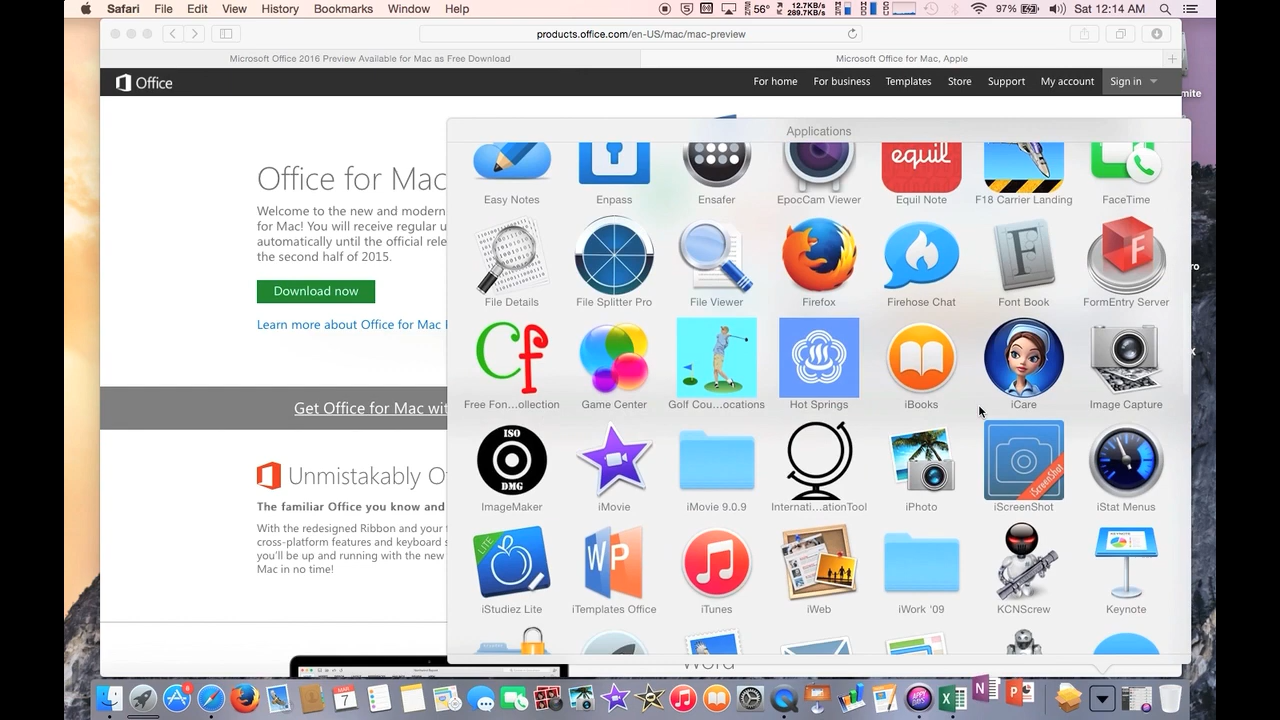 Safari File Edit View History Bookmarks Window Help
56° 12.7KB/s 289.7KB/s 97% Sat 12:14 AM
products.office.com/en-US/mac/mac-preview
Microsoft Office 2016 Preview Available for Mac as Free Download
Microsoft Office for Mac, Apple
Office
For home For business Templates Store Support My account Sign in
Office for Mac
Welcome to the new and modern
for Mac! You will receive regular u
automatically until the official rele
the second half of 2015.
Download now
Learn more about Office for Mac
Get Office for Mac wit
Unmistakably O
The familiar Office you know and
With the redesigned Ribbon and your f
cross-platform features and keyboard s
you'll be up and running with the new
Mac in no time!
Applications
equil
Easy Notes Enpass Ensafer EpocCam Viewer Equil Note F18 Carrier Landing FaceTime
F F
File Details File Splitter Pro File Viewer Firefox Firehose Chat Font Book FormEntry Server
Cf
Free Fon...ollection Game Center Golf Cou...ocations Hot Springs iBooks iCare Image Capture
ISO
DMG
iScreenShot
ImageMaker iMovie iMovie 9.0.9 Internati...ationTool iPhoto iScreenShot iStat Menus
LITE
WP
iStudiez Lite iTemplates Office iTunes iWeb iWork '09 KCNScrew Keynote
Word
MAR
7